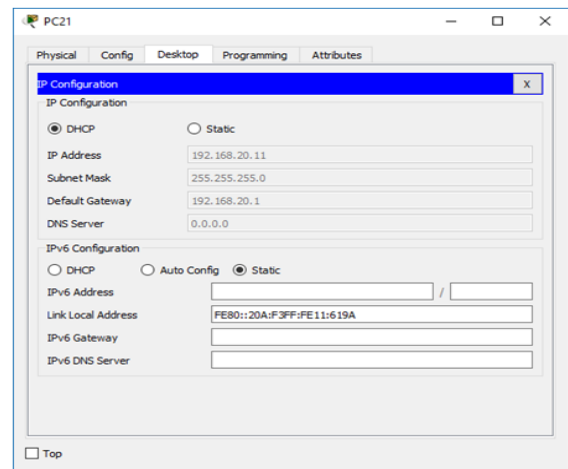 PC21
Physical Config Desktop Programming Attributes
IP Configuration X
IP Configuration
DHCP Static
IP Address 192.168.20.11
Subnet Mask 255.255.255.0
Default Gateway 192.168.20.1
DNS Server 0.0.0.0
IPv6 Configuration
DHCP Auto Config Static
IPv6 Address /
Link Local Address FE80::20A:F3FF:FE11:619A
IPv6 Gateway
IPv6 DNS Server
Top